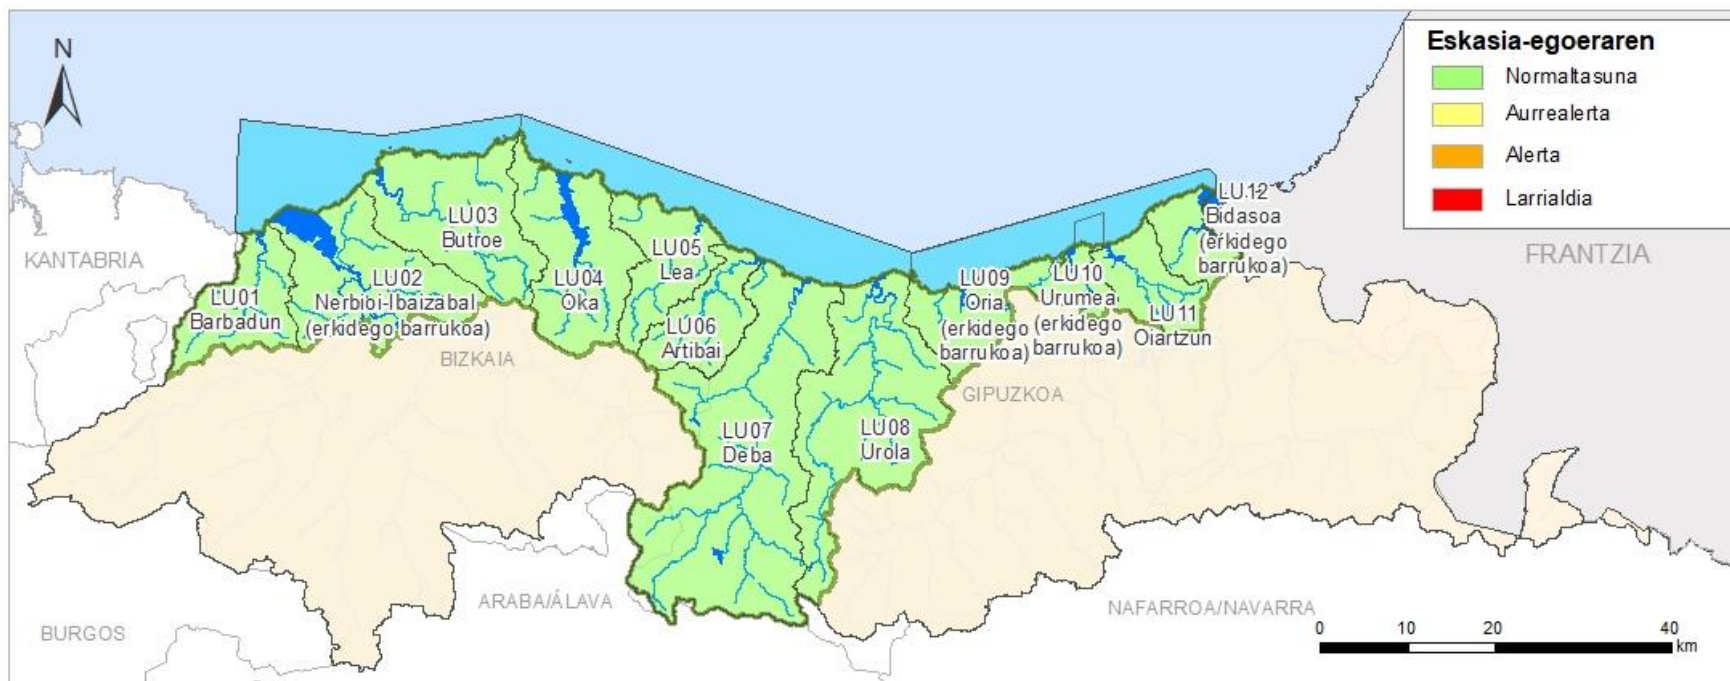 N
Eskasia-egoeraren
Normaltasuna
Aurrealerta
Alerta
Larrialdia
KANTABRIA
FRANTZIA
LU01
Barbadun
LU02
Nerbioi-Ibaizabal
(erkidego barrukoa)
LU03
Butroe
LU04
Oka
LU05
Lea
LU06
Artibai
LU07
Deba
LU08
Urola
LU09
Oria
(erkidego
barrukoa)
LU10
Urumea
(erkidego
barrukoa)
LU11
Oiartzun
LU12
Bidasoa
(erkidego
barrukoa)
BIZKAIA
GIPUZKOA
ARABA/ÁLAVA
NAFARROA/NAVARRA
BURGOS
0 10 20 40
km